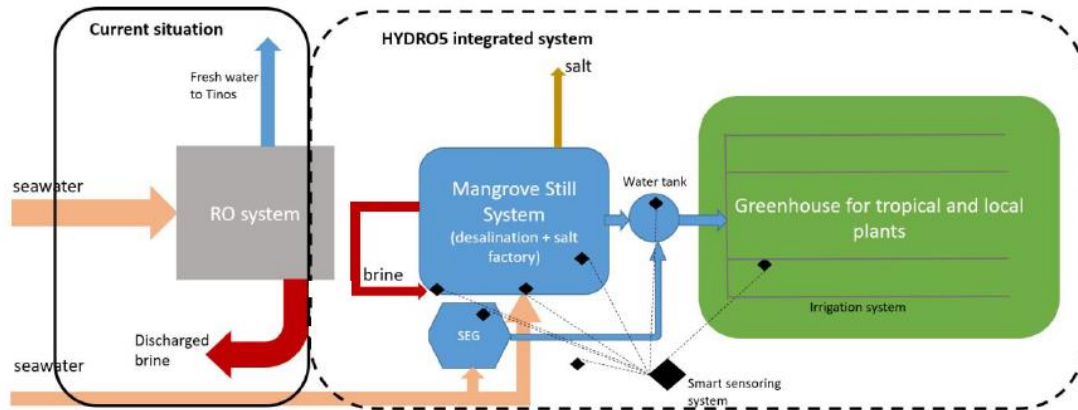 Current situation
Fresh water
to Tinos
seawater
RO system
Discharged
brine
seawater
HYDRO5 integrated system
salt
Mangrove Still
System
(desalination + salt
factory)
brine
SEG
Water tank
Greenhouse for tropical and local
plants
Irrigation system
Smart sensoring
system